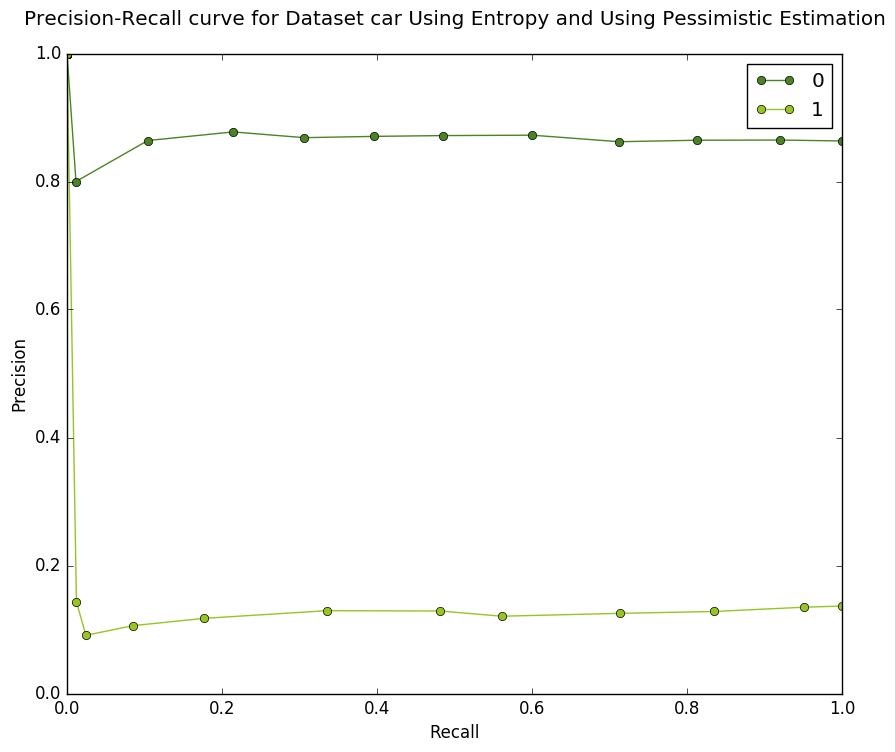 Precision-Recall curve for Dataset car Using Entropy and Using Pessimistic Estimation
1.0
0.8
0.6
0.4
0.2
0.0
Precision
0
1
0.0 0.2 0.4 0.6 0.8 1.0
Recall